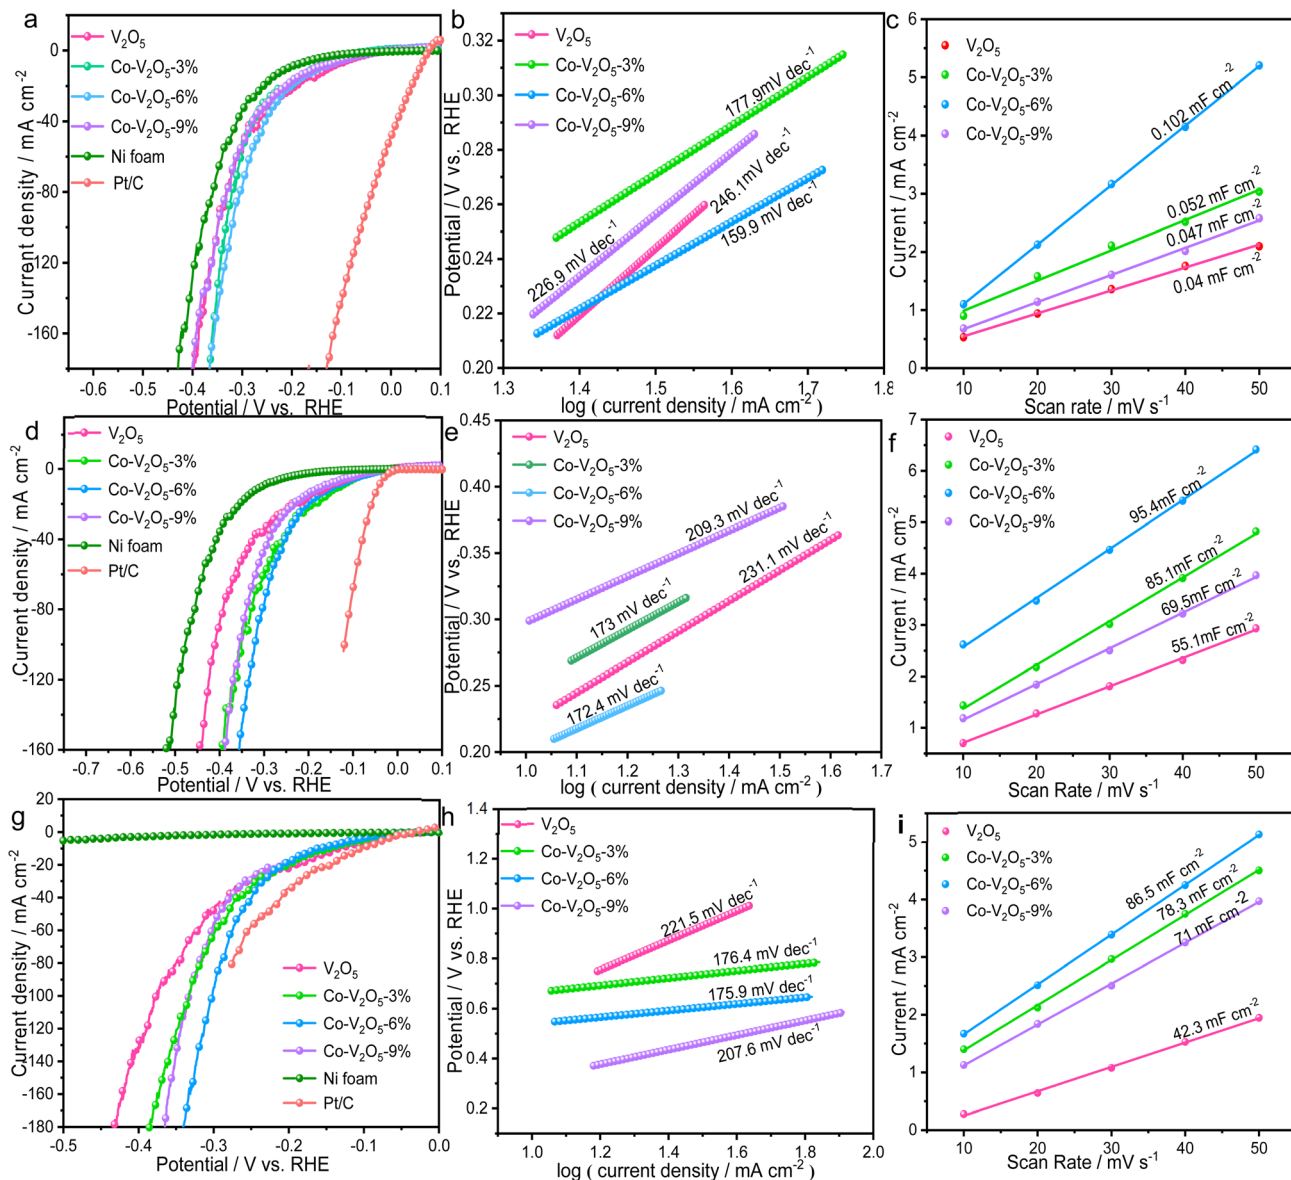 a
V2O5
Co-V2O5-3%
Co-V2O5-6%
Co-V2O5-9%
Ni foam
Pt/C
0
-40
-80
-120
-160
-0.6
-0.5
-0.4
-0.3
-0.2
-0.1
0.0
0.1
Current density / mA cm-2
Potential / V vs. RHE
b
V2O5
Co-V2O5-3%
Co-V2O5-6%
Co-V2O5-9%
177.9mV dec-1
246.1mV dec-1
226.9 mV dec-1
159.9 mV dec-1
0.32
0.30
0.28
0.26
0.24
0.22
0.20
1.3
1.4
1.5
1.6
1.7
1.8
Potential / V vs. RHE
log ( current density / mA cm-2)
c
V2O5
Co-V2O5-3%
Co-V2O5-6%
Co-V2O5-9%
0.102 mF cm-2
0.052 mF cm-2
0.047 mF cm-2
0.04 mF cm-2
6
5
4
3
2
1
0
10
20
30
40
50
Current / mA cm-2
Scan rate / mV s-1
d
V2O5
Co-V2O5-3%
Co-V2O5-6%
Co-V2O5-9%
Ni foam
Pt/C
0
-40
-80
-120
-160
-0.7
-0.6
-0.5
-0.4
-0.3
-0.2
-0.1
0.0
0.1
Current density / mA cm-2
Potential / V vs. RHE
e
V2O5
Co-V2O5-3%
Co-V2O5-6%
Co-V2O5-9%
209.3 mV dec-1
231.1 mV dec-1
173 mV dec-1
172.4 mV dec-1
0.45
0.40
0.35
0.30
0.25
0.20
1.0
1.1
1.2
1.3
1.4
1.5
1.6
1.7
Potential / V vs. RHE
log ( current density / mA cm-2)
f
V2O5
Co-V2O5-3%
Co-V2O5-6%
Co-V2O5-9%
95.4mF cm-2
85.1mF cm-2
69.5mF cm-2
55.1mF cm-2
7
6
5
4
3
2
1
10
20
30
40
50
Current / mA cm-2
Scan Rate / mV s-1
g
20
0
-20
-40
-60
-80
100
-120
-140
-160
-180
V2O5
Co-V2O5-3%
Co-V2O5-6%
Co-V2O5-9%
Ni foam
Pt/C
-0.5
-0.4
-0.3
-0.2
-0.1
0.0
Current density / mA cm-2
Potential / V vs. RHE
h
V2O5
Co-V2O5-3%
Co-V2O5-6%
Co-V2O5-9%
221.5 mV dec-1
176.4 mV dec-1
175.9 mV dec-1
207.6 mV dec-1
1.4
1.2
1.0
0.8
0.6
0.4
0.2
1.0
1.2
1.4
1.6
1.8
2.0
Potential / V vs. RHE
log ( current density / mA cm-2)
i
V2O5
Co-V2O5-3%
Co-V2O5-6%
Co-V2O5-9%
86.5 mF cm-2
78.3 mF cm-2
71 mF cm-2
42.3 mF cm-2
5
4
3
2
1
0
10
20
30
40
50
Current / mA cm-2
Scan Rate / mV s-1